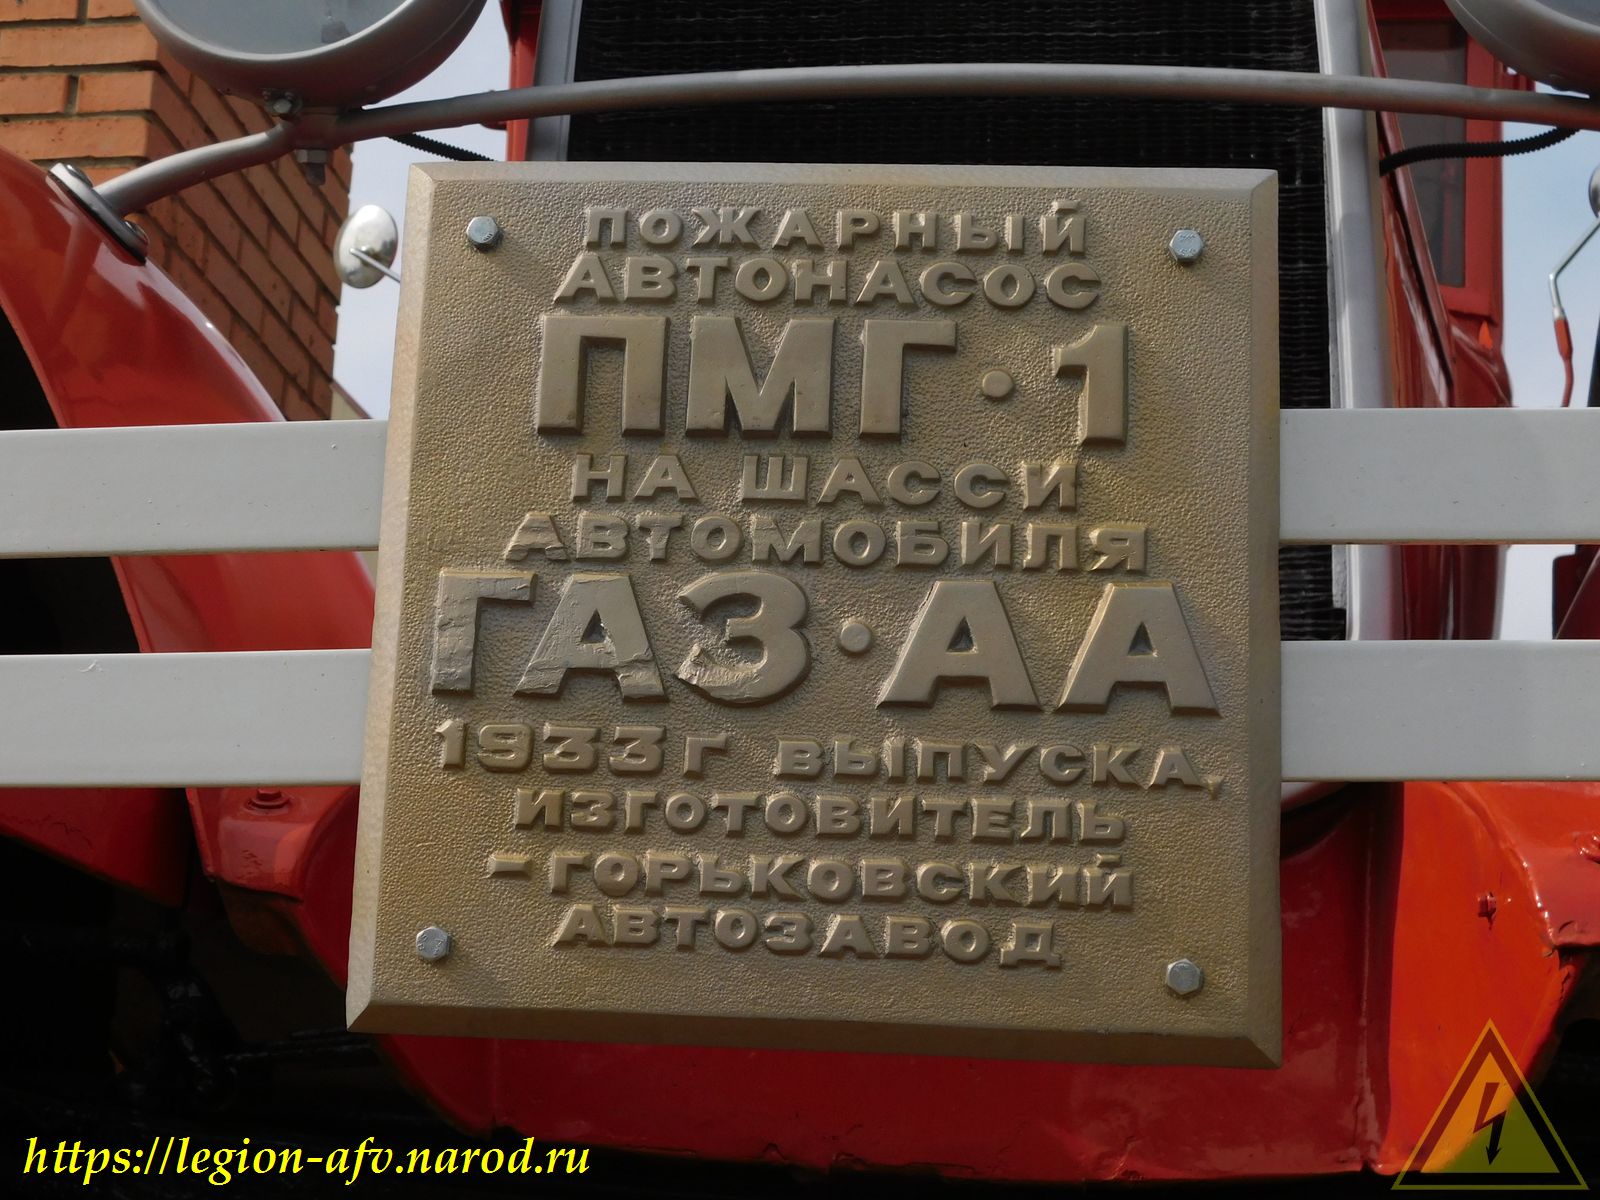 ПОЖАРНЫЙ
АВТОНАСОС
ПМГ·1
НА ШАССИ
АВТОМОБИЛЯ
ГАЗ·АА
1933г ВЫПУСКА,
ИЗГОТОВИТЕЛЬ
-ГОРЬКОВСКИЙ
АВТОЗАВОД
https://legion-afv.narod.ru